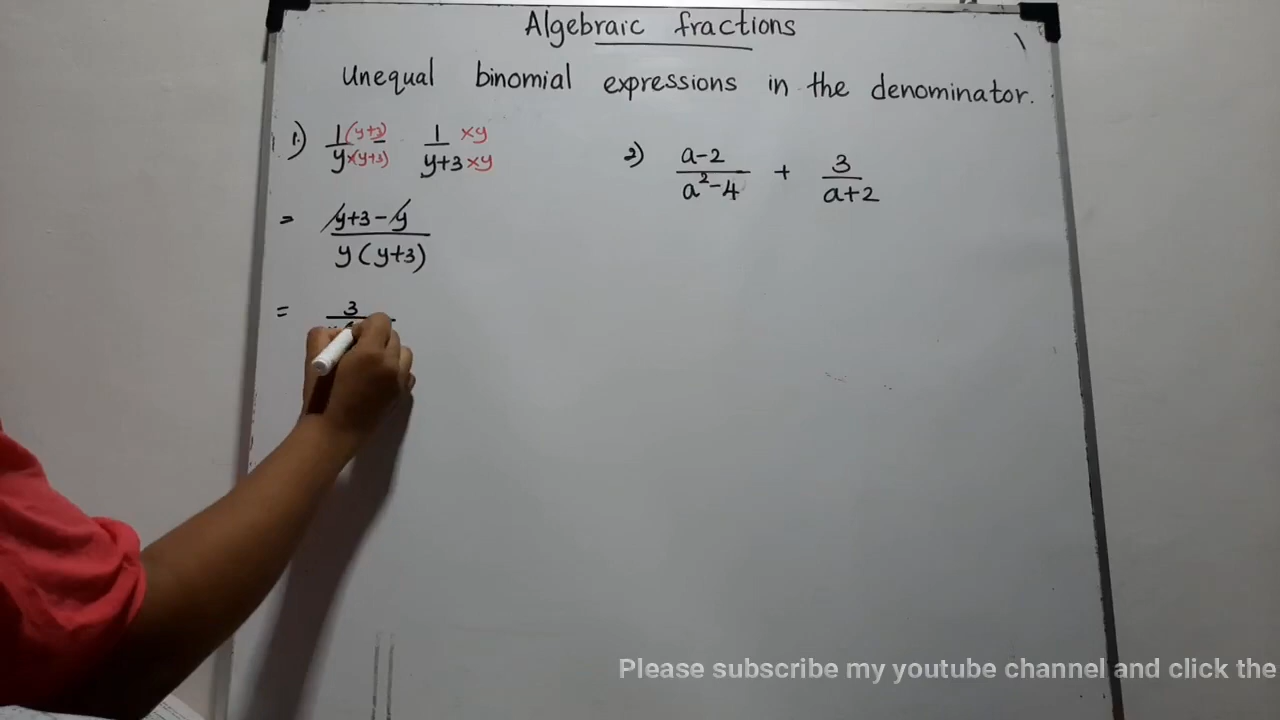 Algebraic fractions
Unequal binomial expressions in the denominator.
1) 1(y+3)/y×(y+3) − 1×y/y+3×y
= y+3-y/y(y+3)
= 3
2) a-2/a²-4 + 3/a+2
Please subscribe my youtube channel and click the